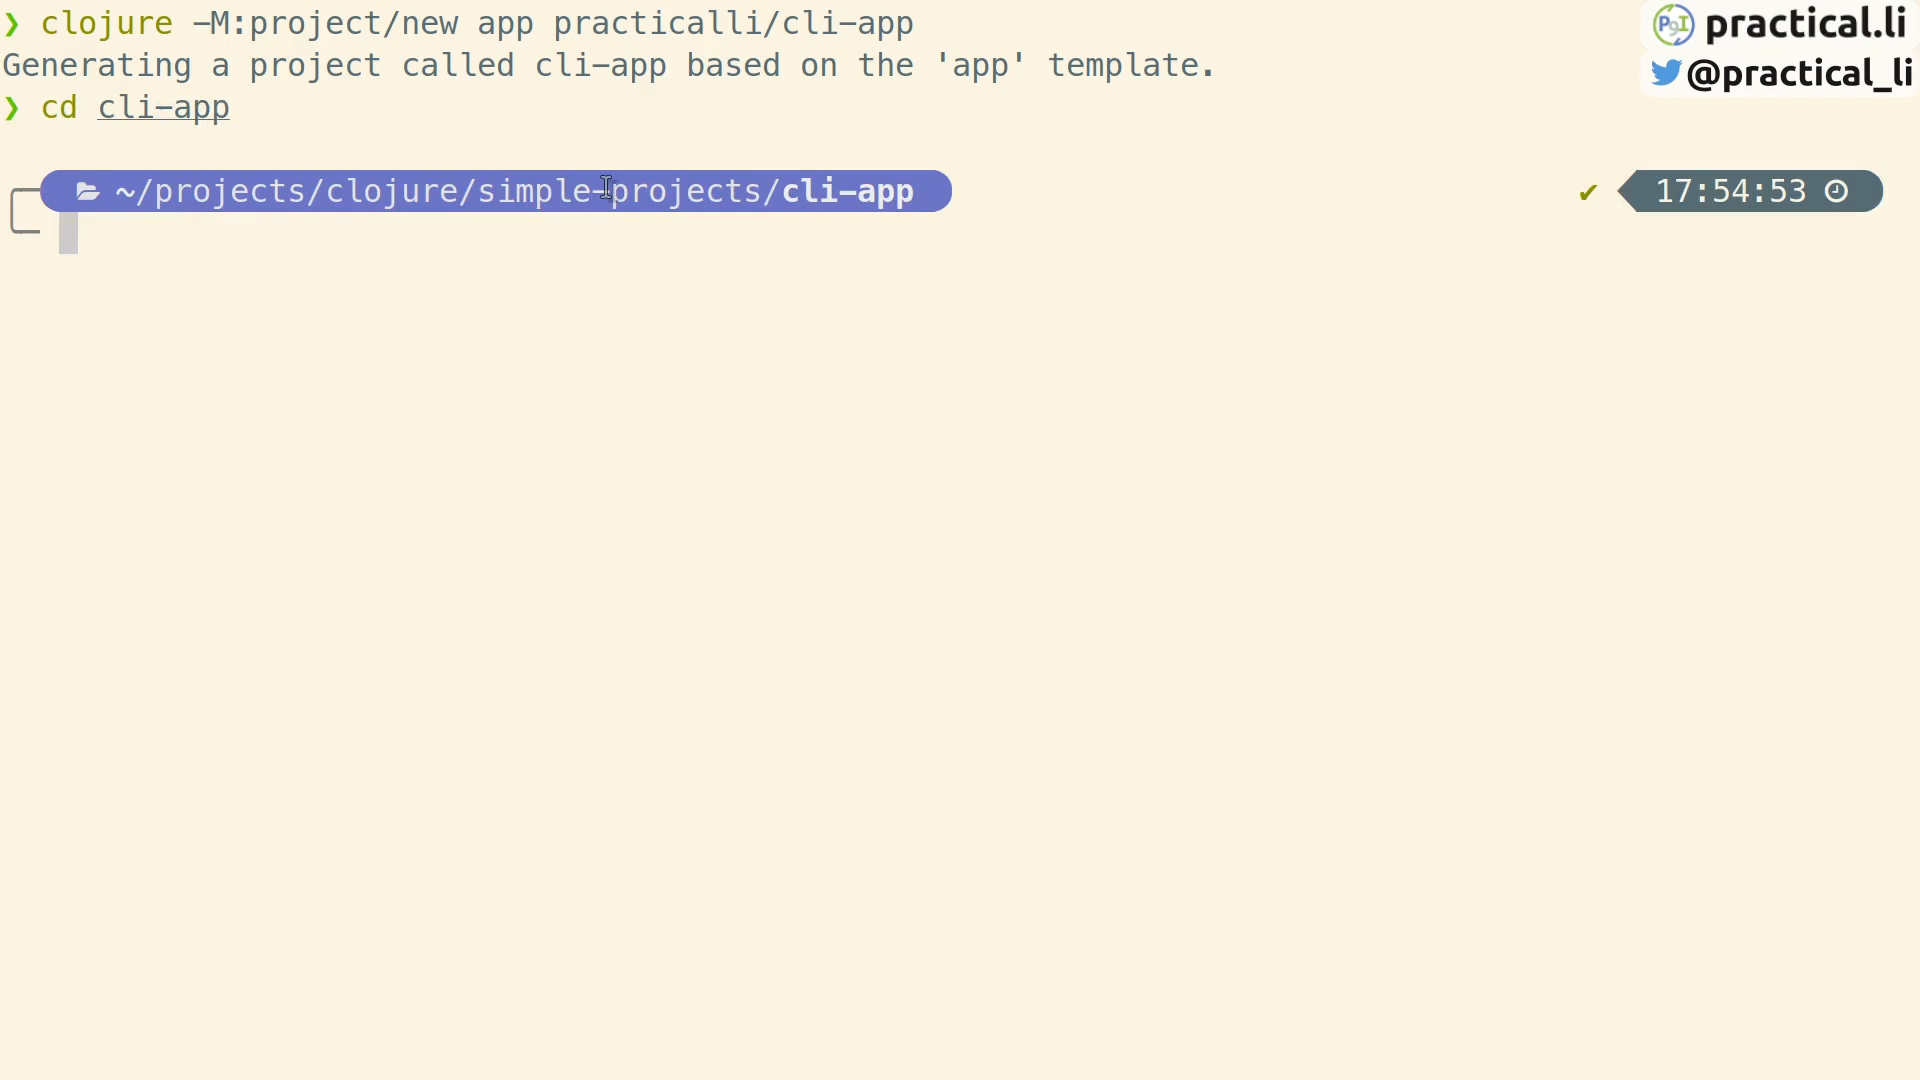 ❯ clojure -M:project/new app practicalli/cli-app
Generating a project called cli-app based on the 'app' template.
❯ cd cli-app
~/projects/clojure/simple-projects/cli-app
✔ 17:54:53
practical.li
@practical_li